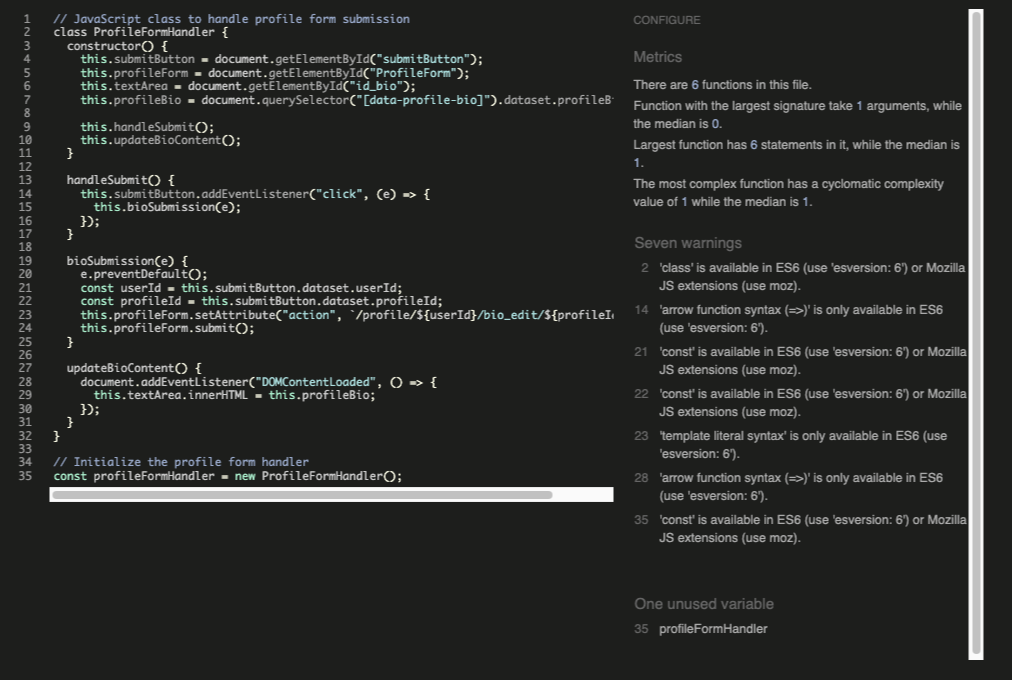 1 // JavaScript class to handle profile form submission
2 class ProfileFormHandler {
3 constructor() {
4 this.submitButton = document.getElementById("submitButton");
5 this.profileForm = document.getElementById("ProfileForm");
6 this.textArea = document.getElementById("id_bio");
7 this.profileBio = document.querySelector("[data-profile-bio]").dataset.profileB
8
9 this.handleSubmit();
10 this.updateBioContent();
11 }
12
13 handleSubmit() {
14 this.submitButton.addEventListener("click", (e) => {
15 this.bioSubmission(e);
16 });
17 }
18
19 bioSubmission(e) {
20 e.preventDefault();
21 const userId = this.submitButton.dataset.userId;
22 const profileId = this.submitButton.dataset.profileId;
23 this.profileForm.setAttribute("action", `/profile/${userId}/bio_edit/${profileId
24 this.profileForm.submit();
25 }
26
27 updateBioContent() {
28 document.addEventListener("DOMContentLoaded", () => {
29 this.textArea.innerHTML = this.profileBio;
30 });
31 }
32 }
33
34 // Initialize the profile form handler
35 const profileFormHandler = new ProfileFormHandler();
CONFIGURE
Metrics
There are 6 functions in this file.
Function with the largest signature take 1 arguments, while
the median is 0.
Largest function has 6 statements in it, while the median is
1.
The most complex function has a cyclomatic complexity
value of 1 while the median is 1.
Seven warnings
2 'class' is available in ES6 (use 'esversion: 6') or Mozilla
JS extensions (use moz).
14 'arrow function syntax (=>)' is only available in ES6
(use 'esversion: 6').
21 'const' is available in ES6 (use 'esversion: 6') or Mozilla
JS extensions (use moz).
22 'const' is available in ES6 (use 'esversion: 6') or Mozilla
JS extensions (use moz).
23 'template literal syntax' is only available in ES6 (use
'esversion: 6').
28 'arrow function syntax (=>)' is only available in ES6
(use 'esversion: 6').
35 'const' is available in ES6 (use 'esversion: 6') or Mozilla
JS extensions (use moz).
One unused variable
35 profileFormHandler